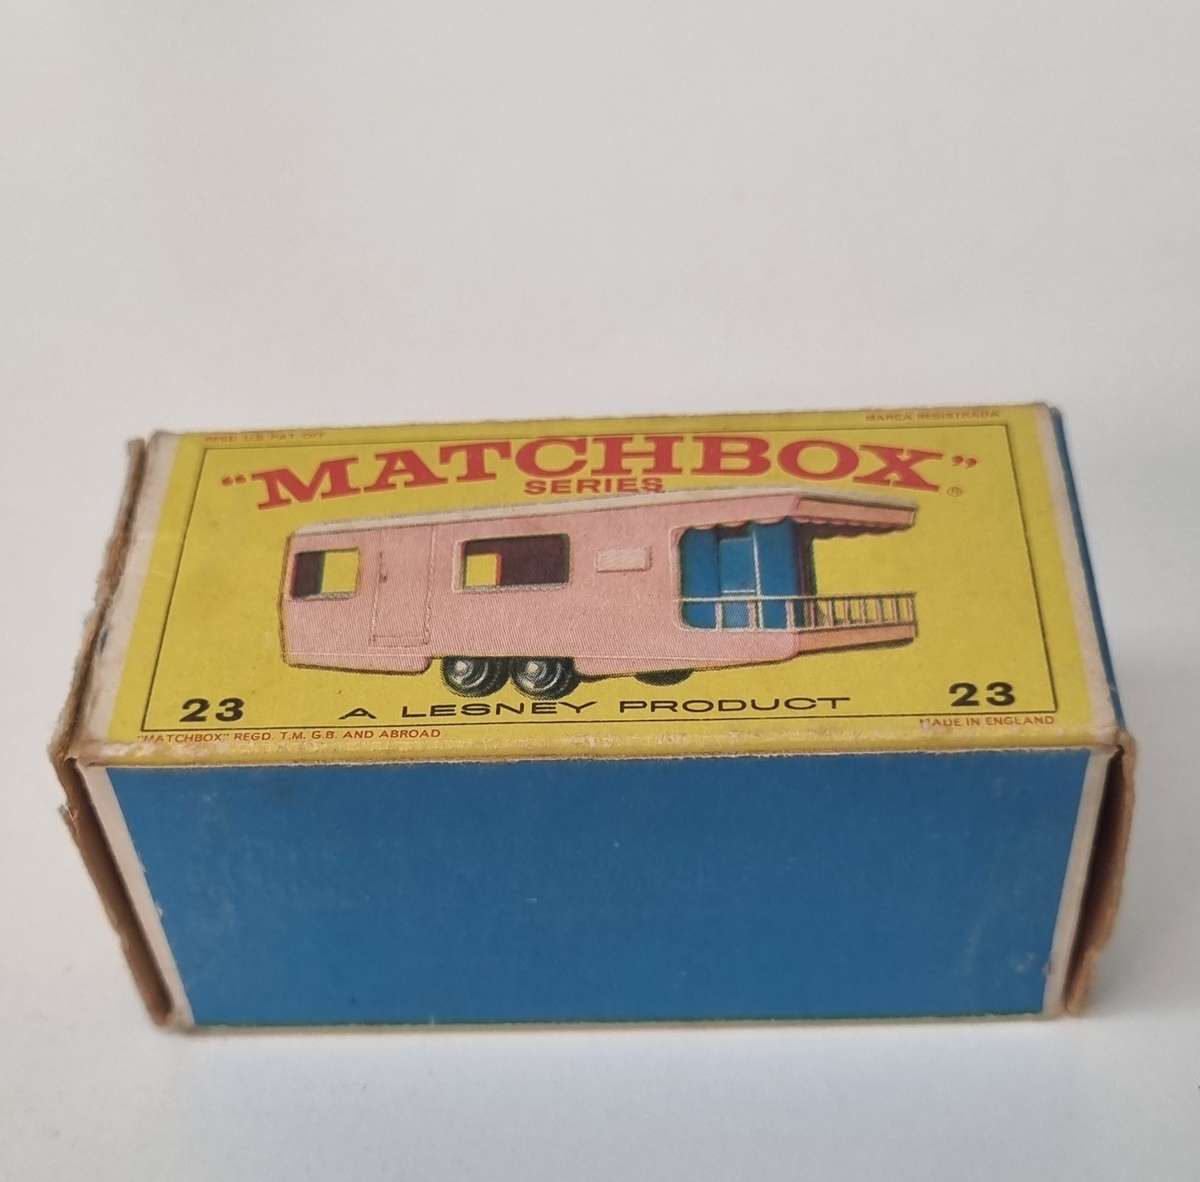 REGD U.S PAT. OFF
MARCA REGISTRADA
"MATCHBOX"®
SERIES
23
A LESNEY PRODUCT
23
"MATCHBOX" REGD. T.M. G.B. AND ABROAD
MADE IN ENGLAND